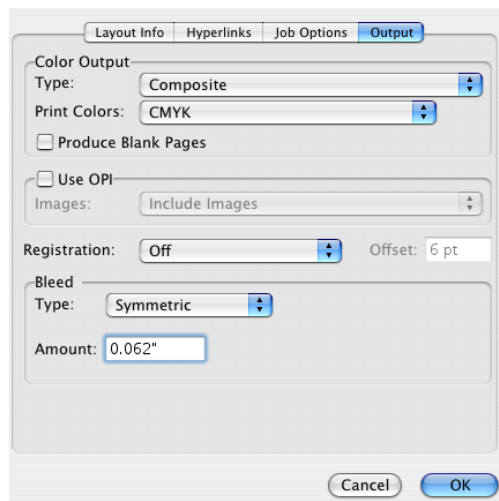 Layout Info Hyperlinks Job Options Output
Color Output
Type: Composite
Print Colors: CMYK
Produce Blank Pages
Use OPI
Images: Include Images
Registration: Off Offset: 6 pt
Bleed
Type: Symmetric
Amount: 0.062"
Cancel OK